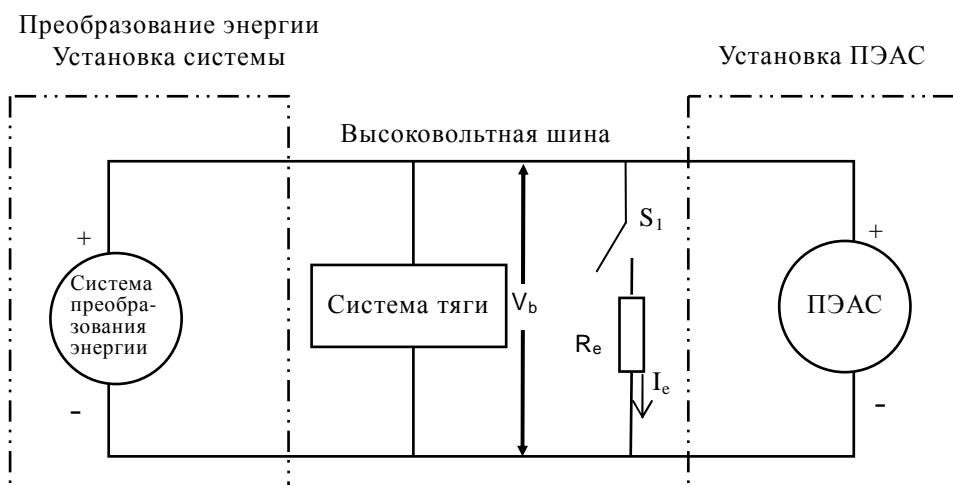 Преобразование энергии
Установка системы
Установка ПЭАС
Высоковольтная шина
S1
+
+
Система
преобра-
зования
энергии
Система тяги
Vb
ПЭАС
Re
Ie
-
-